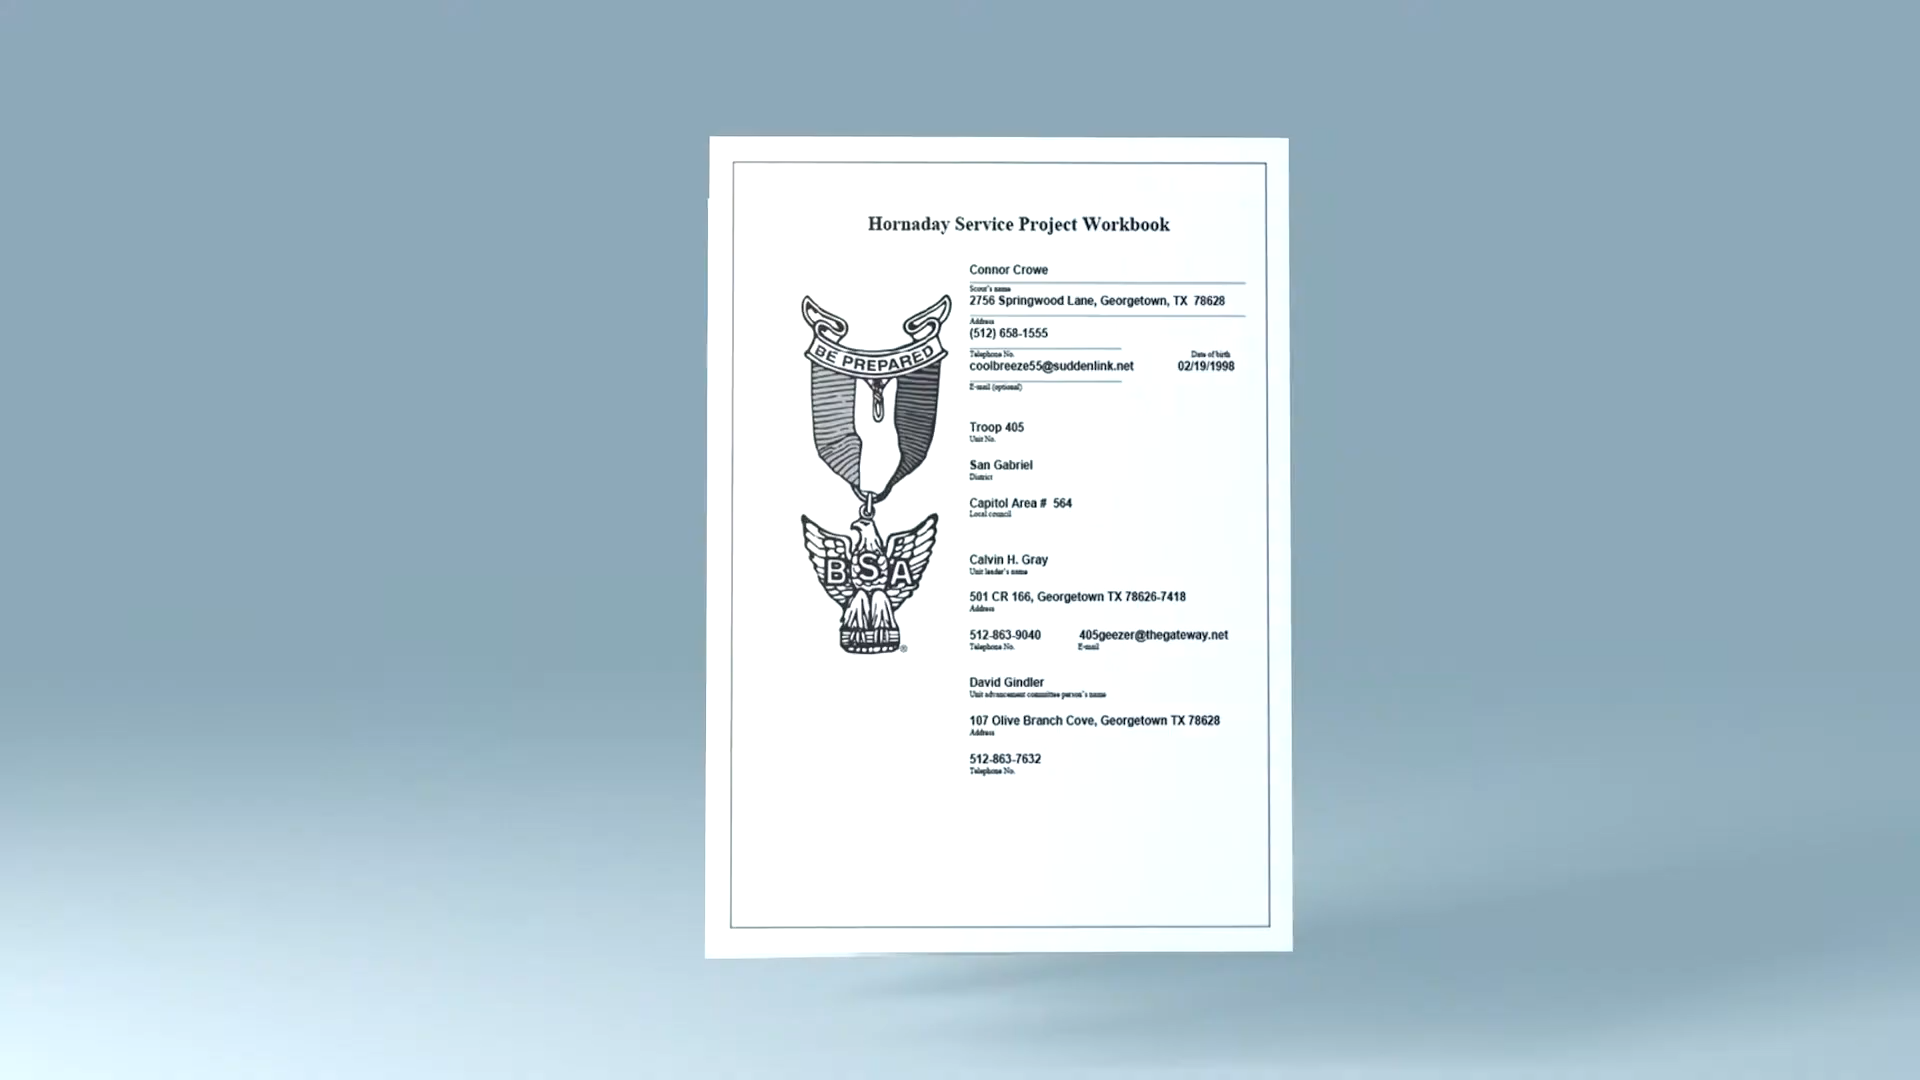 Hornaday Service Project Workbook
Connor Crowe
Scout's name
2756 Springwood Lane, Georgetown, TX 78628
Address
(512) 658-1555
Telephone No. Date of birth
coolbreeze55@suddenlink.net 02/19/1998
E-mail (optional)
BE PREPARED
Troop 405
Unit No.
San Gabriel
District
Capitol Area # 564
Local council
Calvin H. Gray
Unit leader's name
BSA
®
501 CR 166, Georgetown TX 78626-7418
Address
512-863-9040 405geezer@thegateway.net
Telephone No. E-mail
David Gindler
Unit advancement committee person's name
107 Olive Branch Cove, Georgetown TX 78628
Address
512-863-7632
Telephone No.